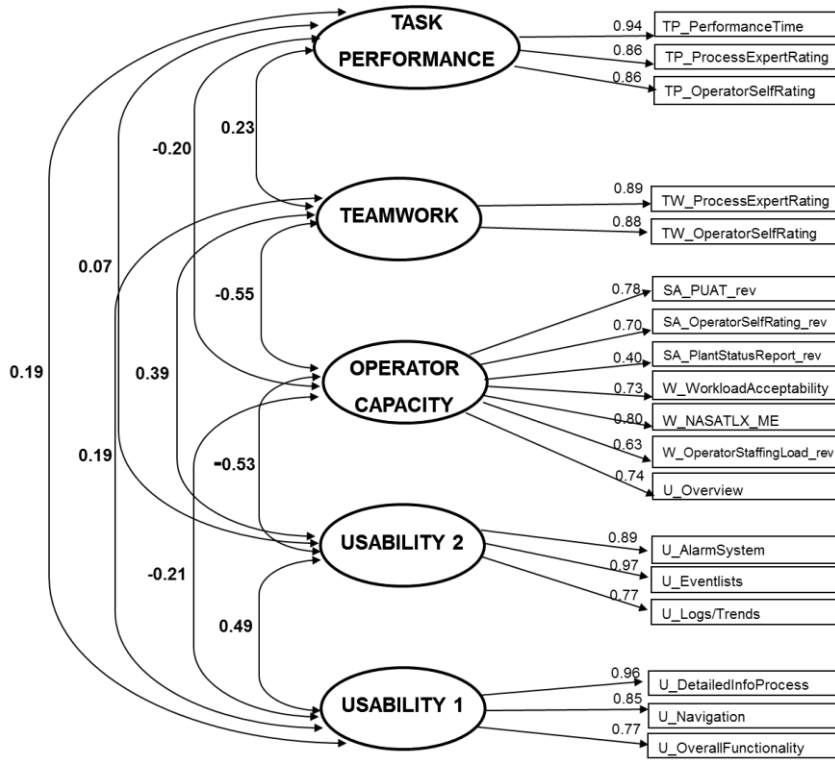 TASK
PERFORMANCE
0.94
TP_PerformanceTime
0.86
TP_ProcessExpertRating
0.86
TP_OperatorSelfRating
0.23
-0.20
TEAMWORK
0.89
TW_ProcessExpertRating
0.88
TW_OperatorSelfRating
0.07
-0.55
OPERATOR
CAPACITY
0.78
SA_PUAT_rev
0.70
SA_OperatorSelfRating_rev
0.40
SA_PlantStatusReport_rev
0.73
W_WorkloadAcceptability
0.80
W_NASATLX_ME
0.63
W_OperatorStaffingLoad_rev
0.74
U_Overview
0.19
0.39
0.19
-0.53
USABILITY 2
0.89
U_AlarmSystem
0.97
U_Eventlists
0.77
U_Logs/Trends
-0.21
0.49
USABILITY 1
0.96
U_DetailedInfoProcess
0.85
U_Navigation
0.77
U_OverallFunctionality